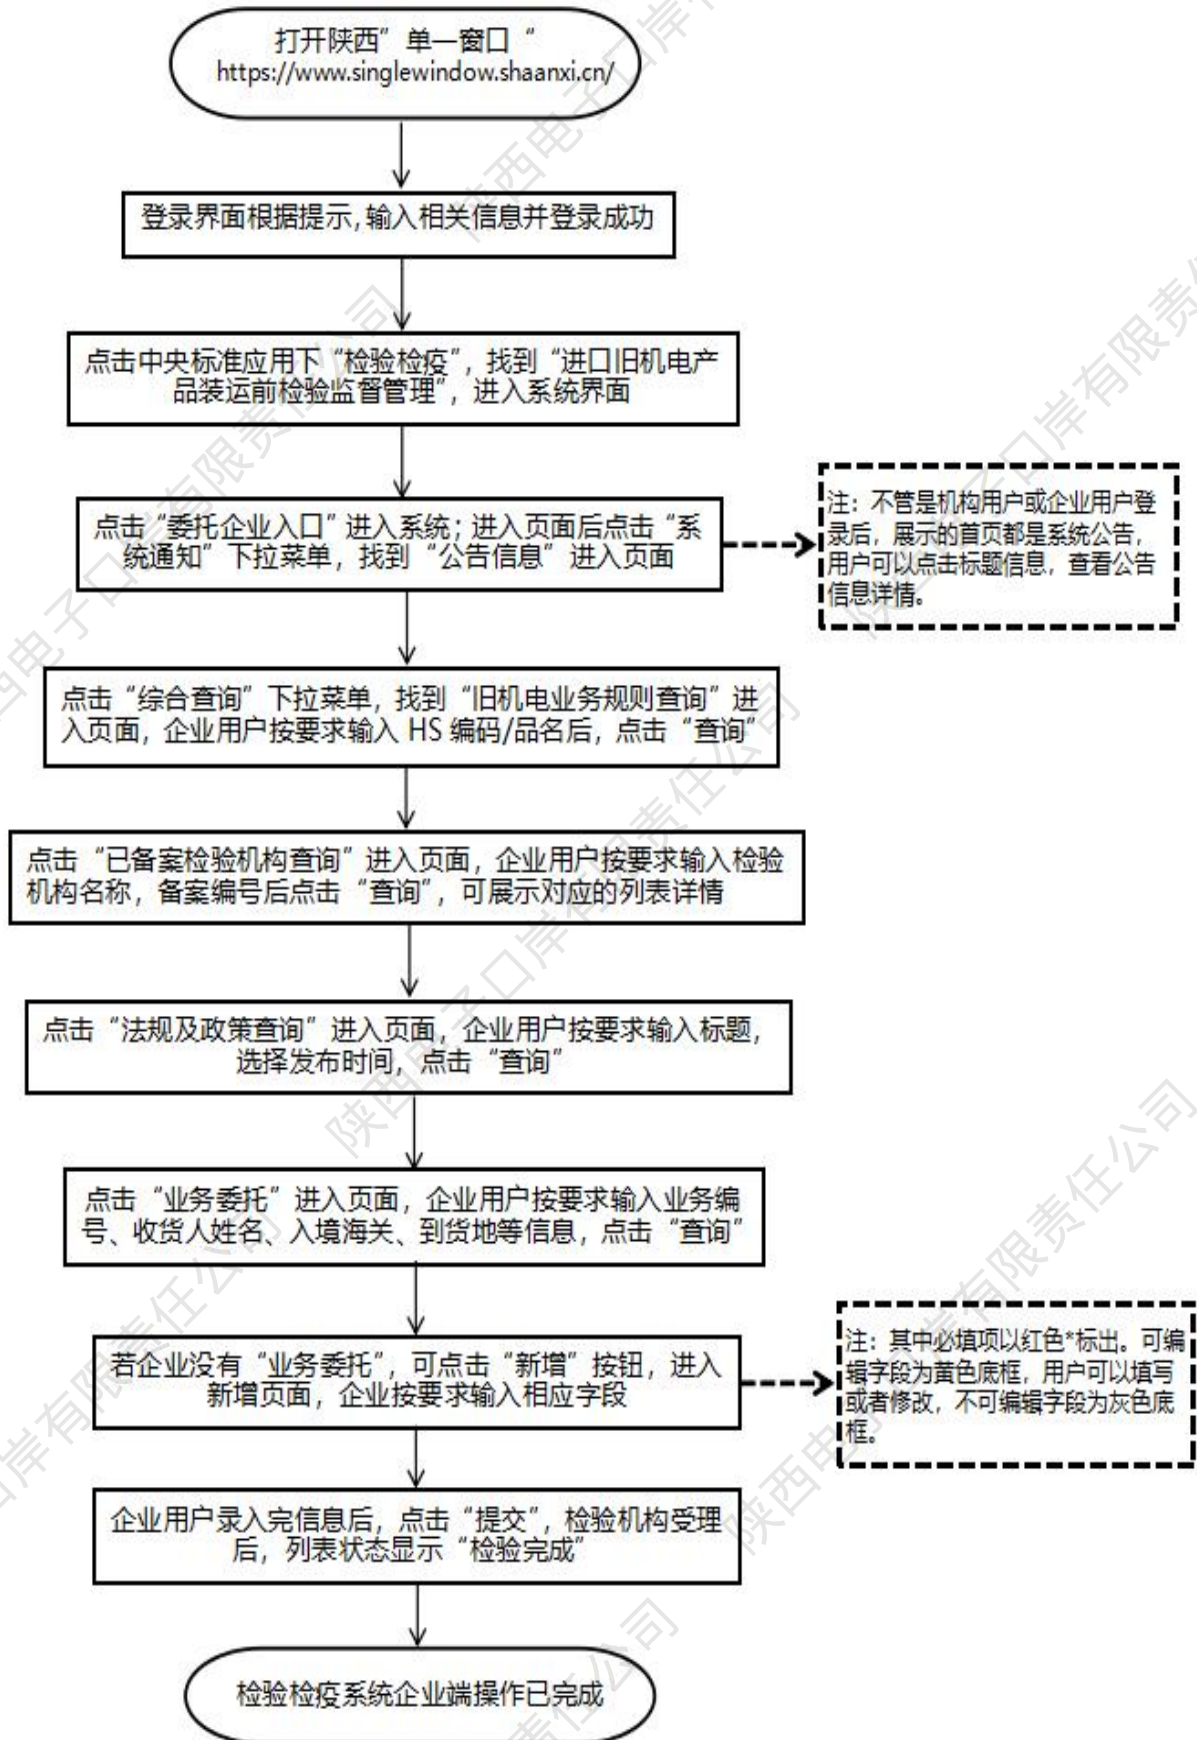 打开陕西”单一窗口“
https://www.singlewindow.shaanxi.cn/
登录界面根据提示,输入相关信息并登录成功
点击中央标准应用下“检验检疫”，找到“进口旧机电产
品装运前检验监督管理”，进入系统界面
点击“委托企业入口”进入系统；进入页面后点击“系
统通知”下拉菜单，找到“公告信息”进入页面
注：不管是机构用户或企业用户登
录后，展示的首页都是系统公告，
用户可以点击标题信息，查看公告
信息详情。
点击“综合查询”下拉菜单，找到“旧机电业务规则查询”进
入页面，企业用户按要求输入 HS 编码/品名后，点击“查询”
点击“已备案检验机构查询”进入页面，企业用户按要求输入检验
机构名称，备案编号后点击“查询”，可展示对应的列表详情
点击“法规及政策查询”进入页面，企业用户按要求输入标题，
选择发布时间，点击“查询”
点击“业务委托”进入页面，企业用户按要求输入业务编
号、收货人姓名、入境海关、到货地等信息，点击“查询”
若企业没有“业务委托”，可点击“新增”按钮，进入
新增页面，企业按要求输入相应字段
注：其中必填项以红色*标出。可编
辑字段为黄色底框，用户可以填写
或者修改，不可编辑字段为灰色底
框。
企业用户录入完信息后，点击“提交”，检验机构受理
后，列表状态显示“检验完成”
检验检疫系统企业端操作已完成
陕西电子口岸有限责任公司